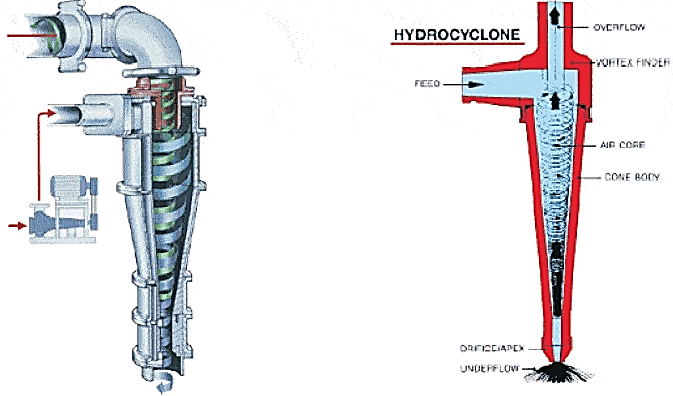 HYDROCYCLONE
OVERFLOW
VORTEX FINDER
FEED
AIR CORE
CONE BODY
ORIFICE/APEX
UNDERFLOW